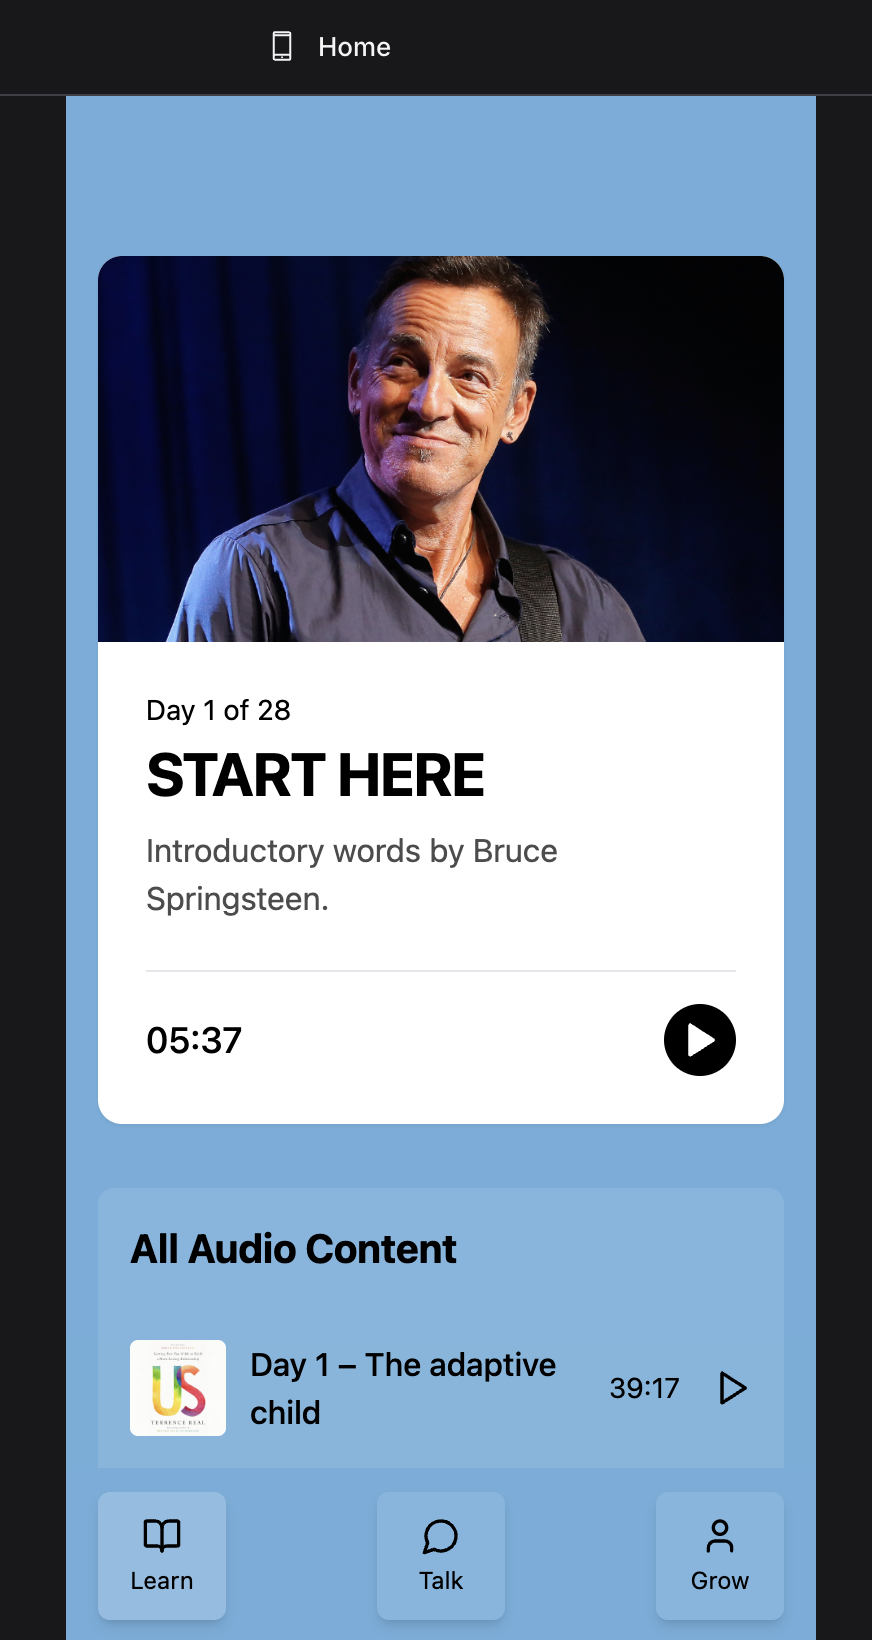 Home
Day 1 of 28
START HERE
Introductory words by Bruce
Springsteen.
05:37
All Audio Content
US
TERRENCE REAL
Day 1 – The adaptive
child
39:17
Learn
Talk
Grow